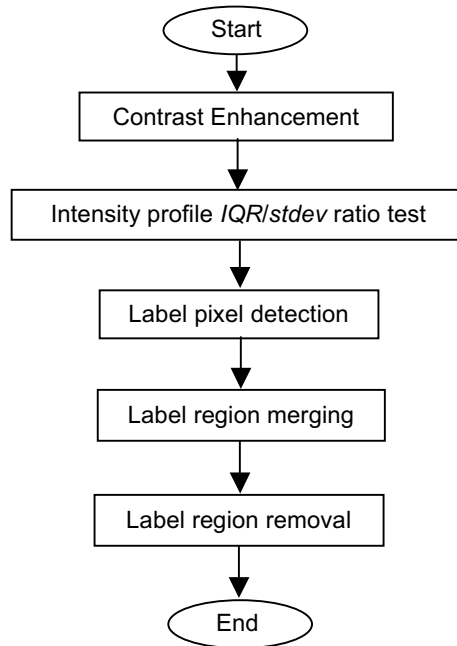 Start
Contrast Enhancement
Intensity profile IQR/stdev ratio test
Label pixel detection
Label region merging
Label region removal
End